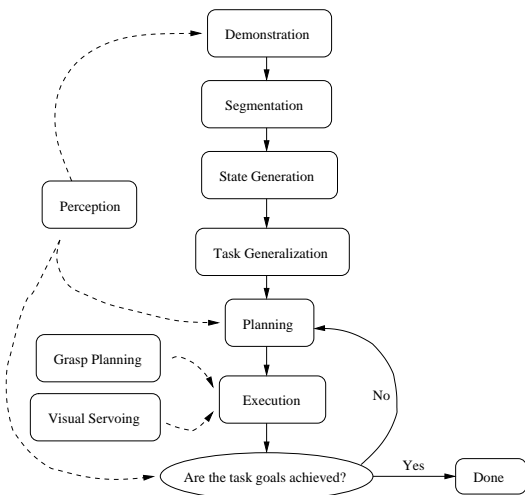 Demonstration
Segmentation
State Generation
Perception
Task Generalization
Planning
Grasp Planning
Execution
No
Visual Servoing
Are the task goals achieved?
Yes
Done